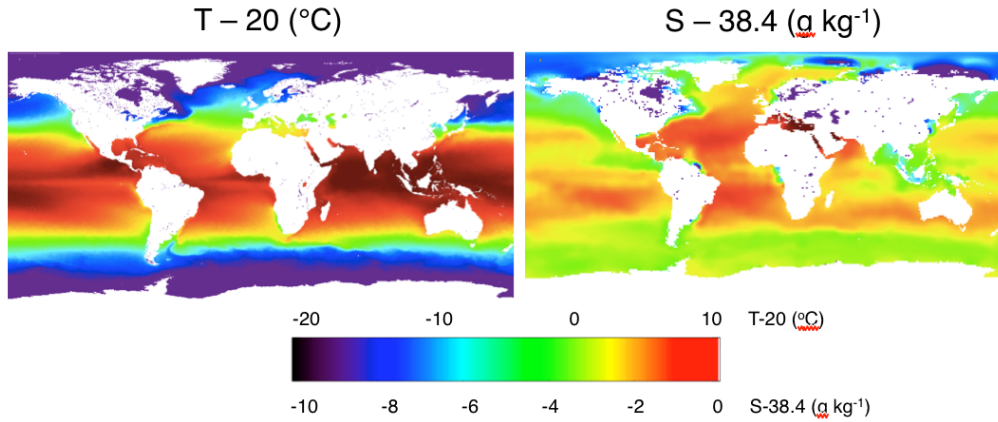 T – 20 (°C)
S – 38.4 (g kg-1)
-20 -10 0 10 T-20 (°C)
-10 -8 -6 -4 -2 0 S-38.4 (g kg-1)